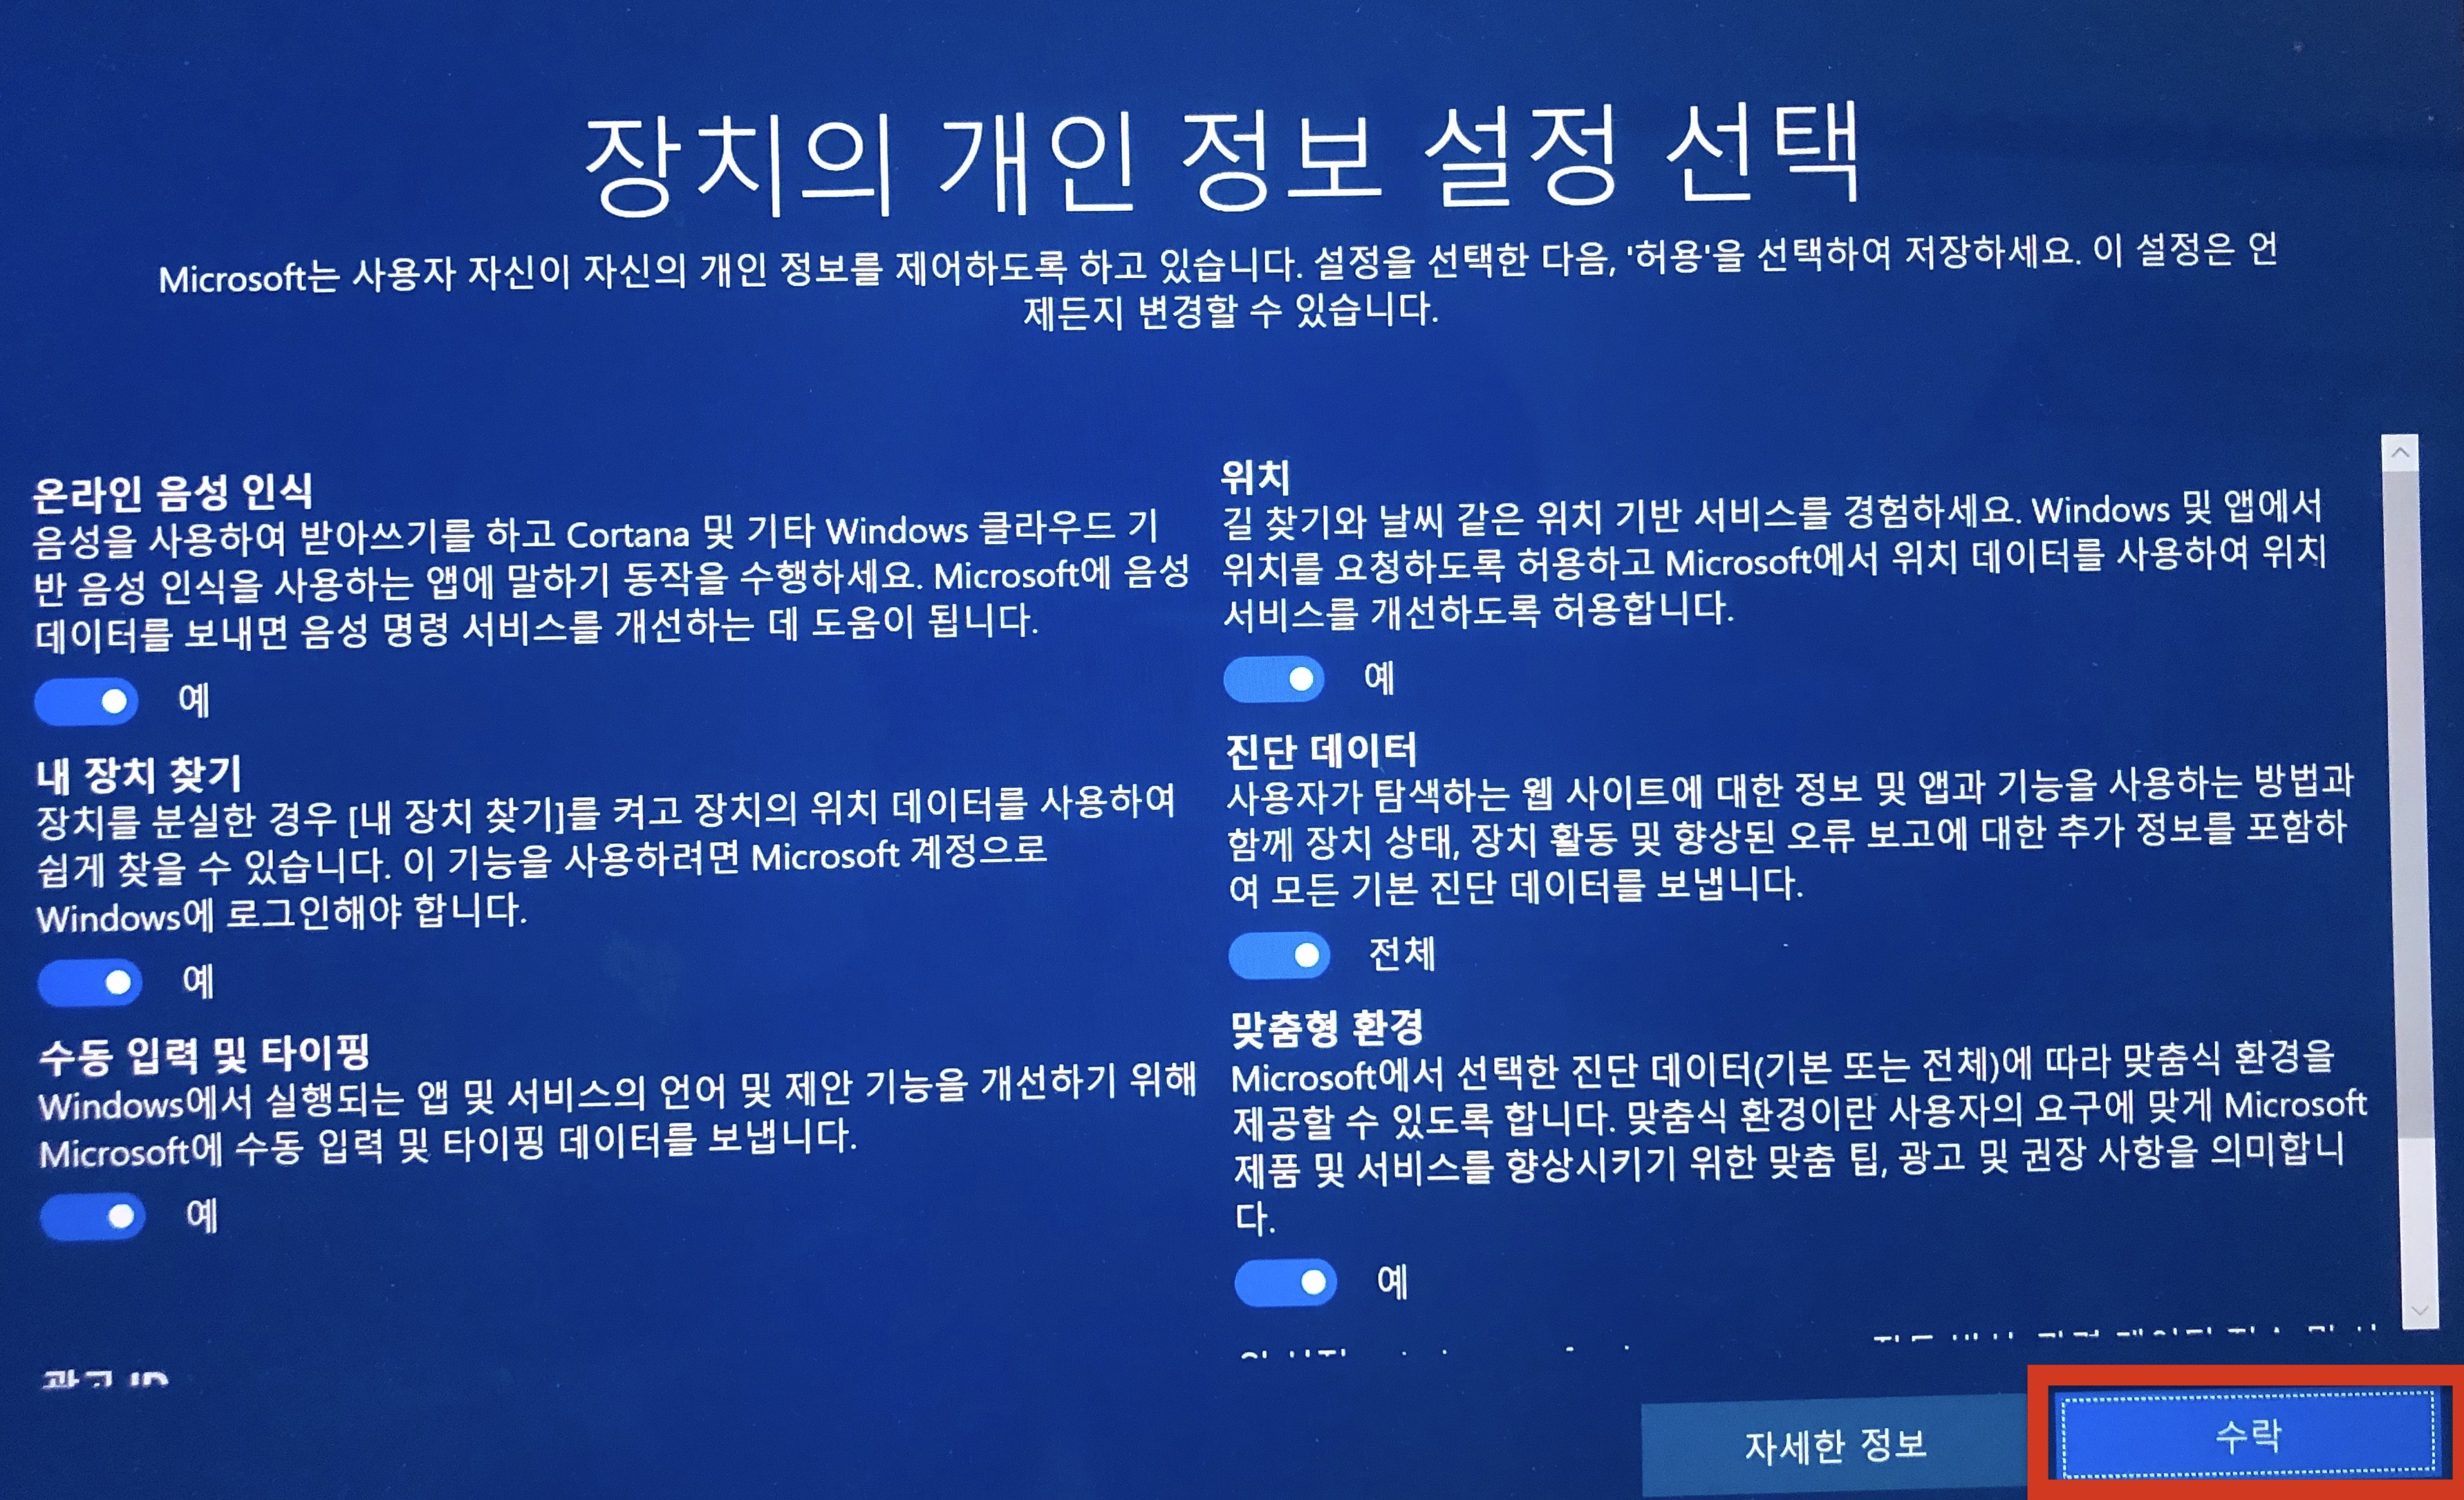 장치의 개인 정보 설정 선택
Microsoft는 사용자 자신이 자신의 개인 정보를 제어하도록 하고 있습니다. 설정을 선택한 다음, '허용'을 선택하여 저장하세요. 이 설정은 언
제든지 변경할 수 있습니다.
온라인 음성 인식
음성을 사용하여 받아쓰기를 하고 Cortana 및 기타 Windows 클라우드 기
반 음성 인식을 사용하는 앱에 말하기 동작을 수행하세요. Microsoft에 음성
데이터를 보내면 음성 명령 서비스를 개선하는 데 도움이 됩니다.
예
내 장치 찾기
장치를 분실한 경우 [내 장치 찾기]를 켜고 장치의 위치 데이터를 사용하여
쉽게 찾을 수 있습니다. 이 기능을 사용하려면 Microsoft 계정으로
Windows에 로그인해야 합니다.
예
수동 입력 및 타이핑
Windows에서 실행되는 앱 및 서비스의 언어 및 제안 기능을 개선하기 위해
Microsoft에 수동 입력 및 타이핑 데이터를 보냅니다.
예
광고 ID
위치
길 찾기와 날씨 같은 위치 기반 서비스를 경험하세요. Windows 및 앱에서
위치를 요청하도록 허용하고 Microsoft에서 위치 데이터를 사용하여 위치
서비스를 개선하도록 허용합니다.
예
진단 데이터
사용자가 탐색하는 웹 사이트에 대한 정보 및 앱과 기능을 사용하는 방법과
함께 장치 상태, 장치 활동 및 향상된 오류 보고에 대한 추가 정보를 포함하
여 모든 기본 진단 데이터를 보냅니다.
전체
맞춤형 환경
Microsoft에서 선택한 진단 데이터(기본 또는 전체)에 따라 맞춤식 환경을
제공할 수 있도록 합니다. 맞춤식 환경이란 사용자의 요구에 맞게 Microsoft
제품 및 서비스를 향상시키기 위한 맞춤 팁, 광고 및 권장 사항을 의미합니
다.
예
자세한 정보
수락